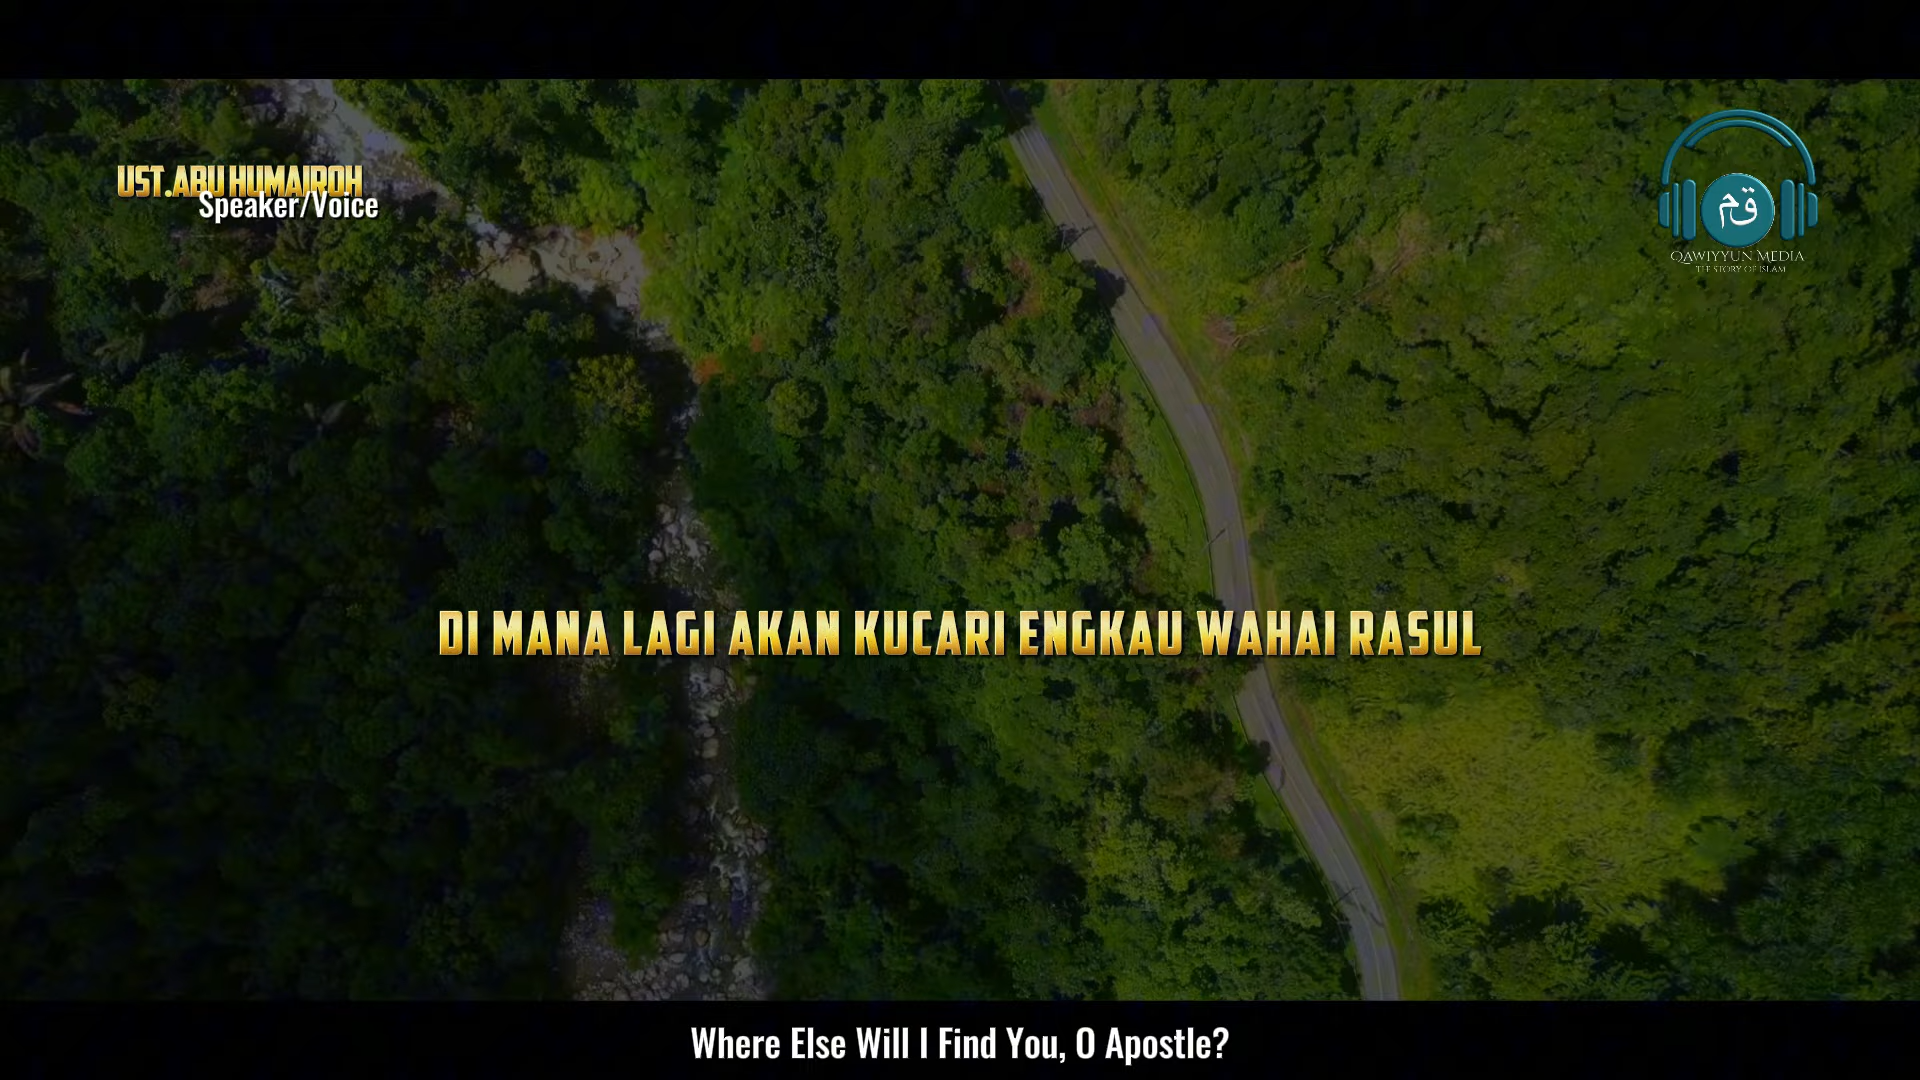 UST.ABU HUMAIROH
Speaker/Voice
قم
QAWIYYUN MEDIA
THE STORY OF ISLAM
DI MANA LAGI AKAN KUCARI ENGKAU WAHAI RASUL
Where Else Will I Find You, O Apostle?